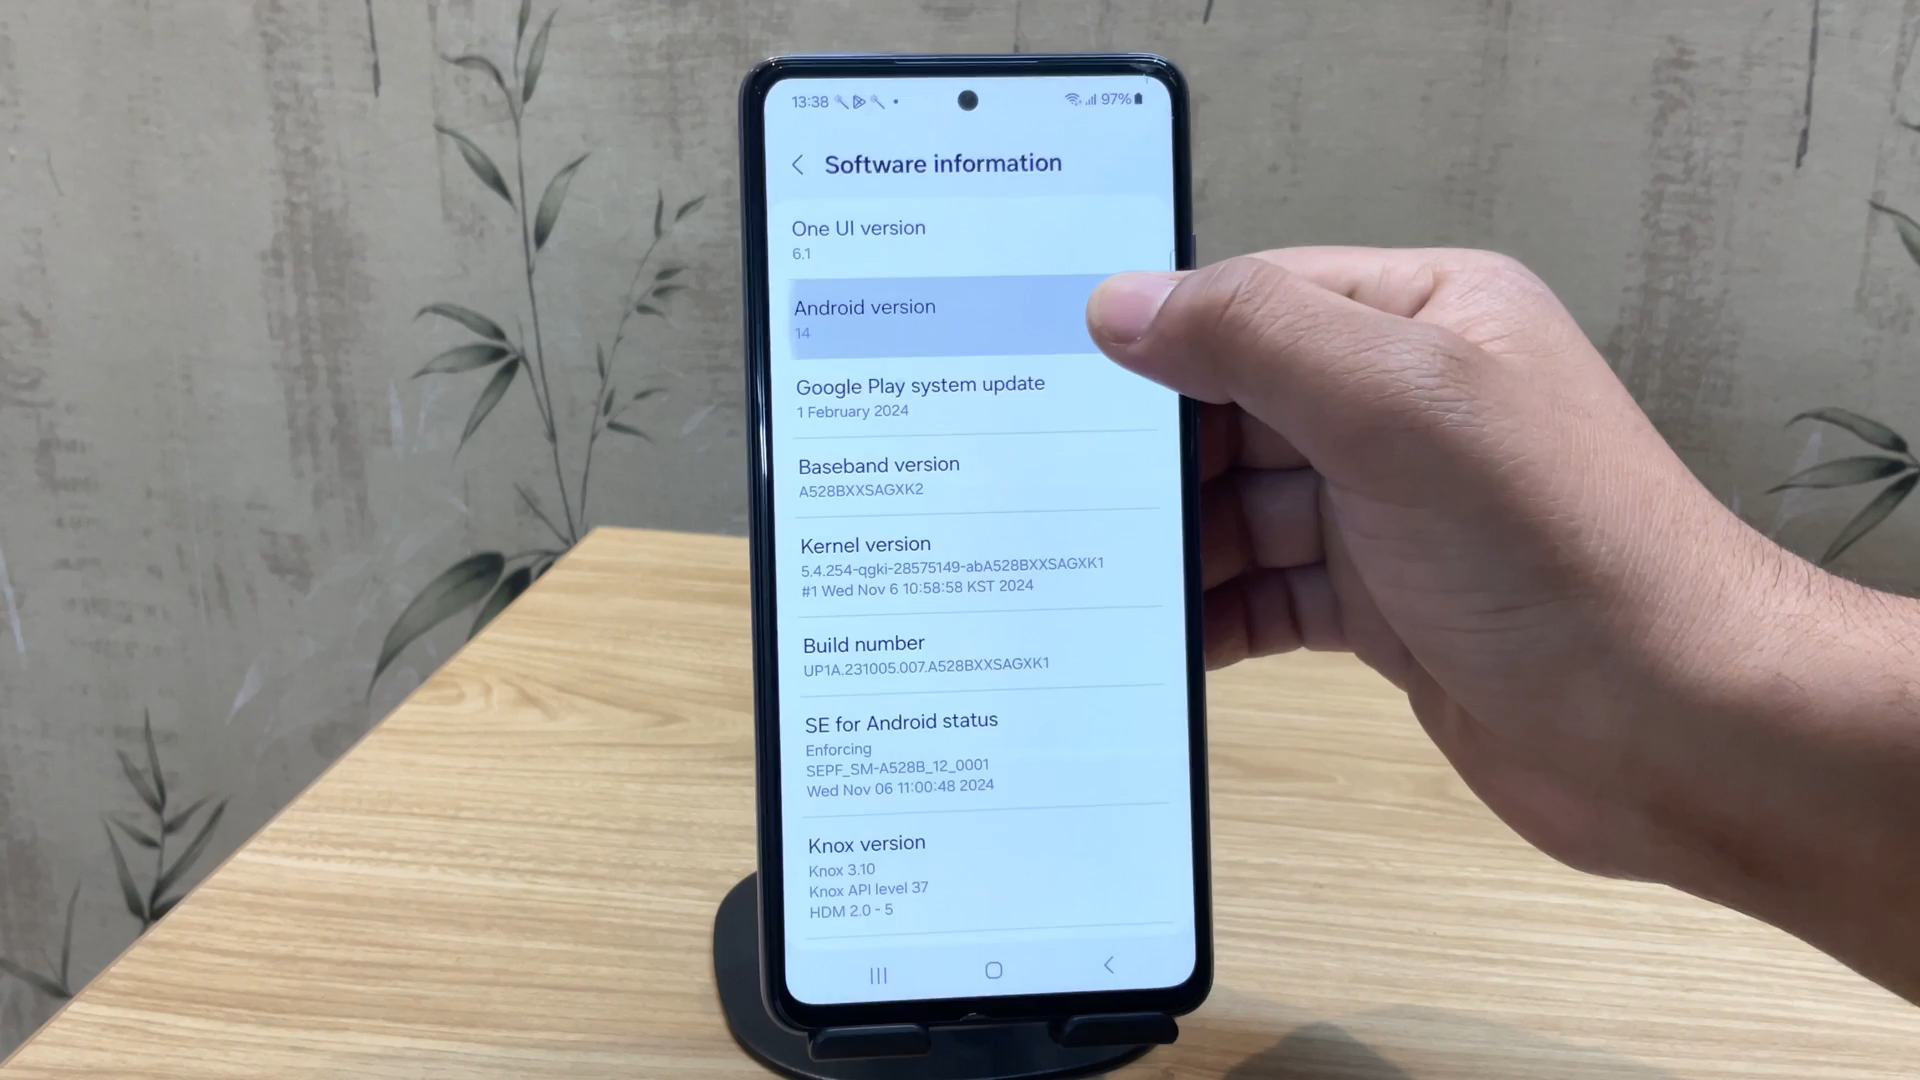 13:38 97%
Software information
One UI version
6.1
Android version
14
Google Play system update
1 February 2024
Baseband version
A528BXXSAGXK2
Kernel version
5.4.254-qgki-28575149-abA528BXXSAGXK1
#1 Wed Nov 6 10:58:58 KST 2024
Build number
UP1A.231005.007.A528BXXSAGXK1
SE for Android status
Enforcing
SEPF_SM-A528B_12_0001
Wed Nov 06 11:00:48 2024
Knox version
Knox 3.10
Knox API level 37
HDM 2.0 - 5